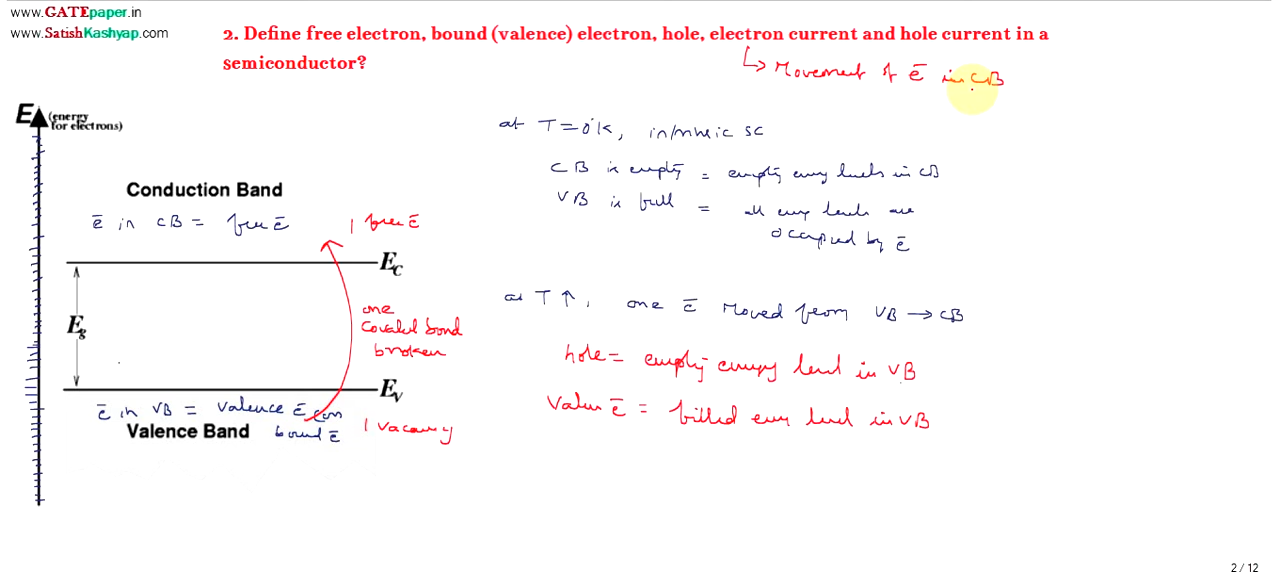 www.GATEpaper.in
www.SatishKashyap.com
2. Define free electron, bound (valence) electron, hole, electron current and hole current in a
semiconductor?
↳ Movement of ē in CB
E (energy
for electrons)
at T=0°K, intrinsic SC
CB is empty = empty energy levels in CB
VB is full = all energy levels are
occupied by ē
Conduction Band
ē in CB = free ē
1 free ē
Ec
Eg
one
covalent bond
broken
as T ↑, one ē moved from VB → CB
hole = empty energy level in VB
valen ē = filled energy level in VB
Ev
ē in VB = valence ē (or)
bound ē
Valence Band
1 vacancy
2 / 12